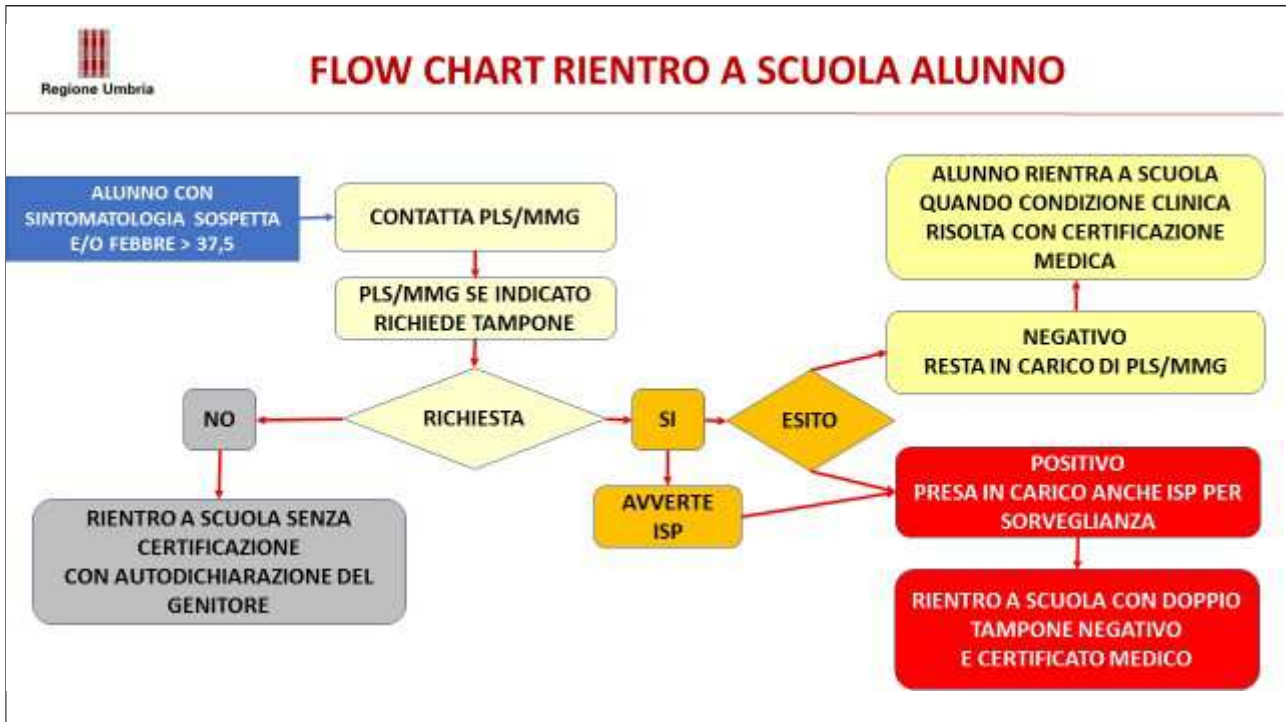 Regione Umbria
FLOW CHART RIENTRO A SCUOLA ALUNNO
ALUNNO CON
SINTOMATOLOGIA SOSPETTA
E/O FEBBRE > 37,5
CONTATTA PLS/MMG
PLS/MMG SE INDICATO
RICHIEDE TAMPONE
RICHIESTA
NO
RIENTRO A SCUOLA SENZA
CERTIFICAZIONE
CON AUTODICHIARAZIONE DEL
GENITORE
SI
AVVERTE
ISP
ESITO
ALUNNO RIENTRA A SCUOLA
QUANDO CONDIZIONE CLINICA
RISOLTA CON CERTIFICAZIONE
MEDICA
NEGATIVO
RESTA IN CARICO DI PLS/MMG
POSITIVO
PRESA IN CARICO ANCHE ISP PER
SORVEGLIANZA
RIENTRO A SCUOLA CON DOPPIO
TAMPONE NEGATIVO
E CERTIFICATO MEDICO